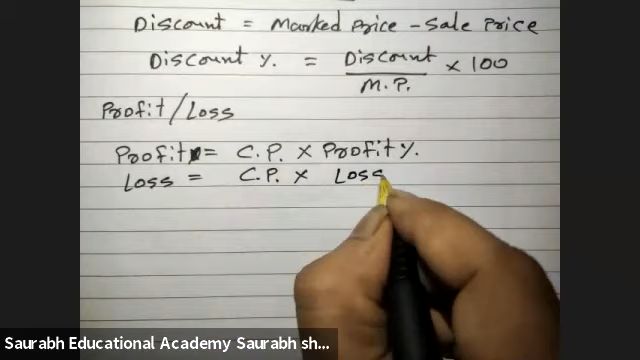 Discount = Marked Price - Sale Price
Discount % = Discount / M.P. × 100
Profit/Loss
Profit = C.P. × Profit %.
Loss = C.P. × Loss
Saurabh Educational Academy Saurabh sh...